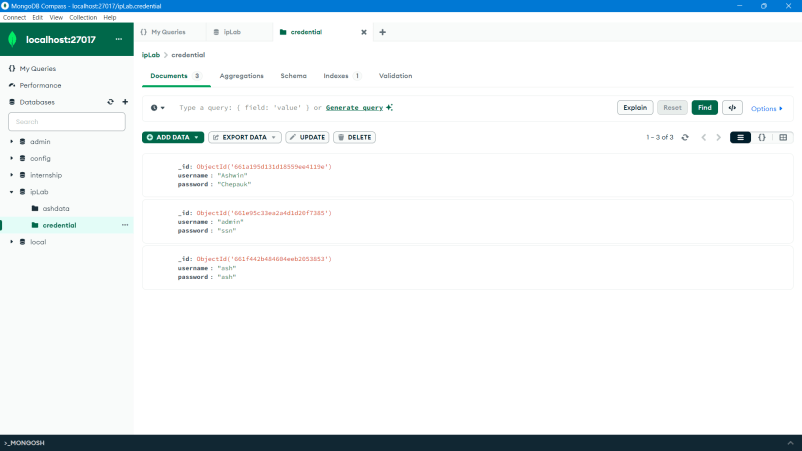 MongoDB Compass - localhost:27017/ipLab.credential
Connect Edit View Collection Help
localhost:27017 ...
{} My Queries
Performance
Databases
Search
admin
config
internship
ipLab
ashdata
credential ...
local
{} My Queries
ipLab
credential
ipLab > credential
Documents 3 Aggregations Schema Indexes 1 Validation
Type a query: { field: 'value' } or Generate query
Explain Reset Find </> Options
ADD DATA EXPORT DATA UPDATE DELETE 1 – 3 of 3 {}
_id: ObjectId('661a195d131d18559ee4119e')
username : "Ashwin"
password : "Chepauk"
_id: ObjectId('661e95c33ea2a4d1d20f7385')
username : "admin"
password : "ssn"
_id: ObjectId('661f442b484604eeb2053853')
username : "ash"
password : "ash"
>_MONGOSH